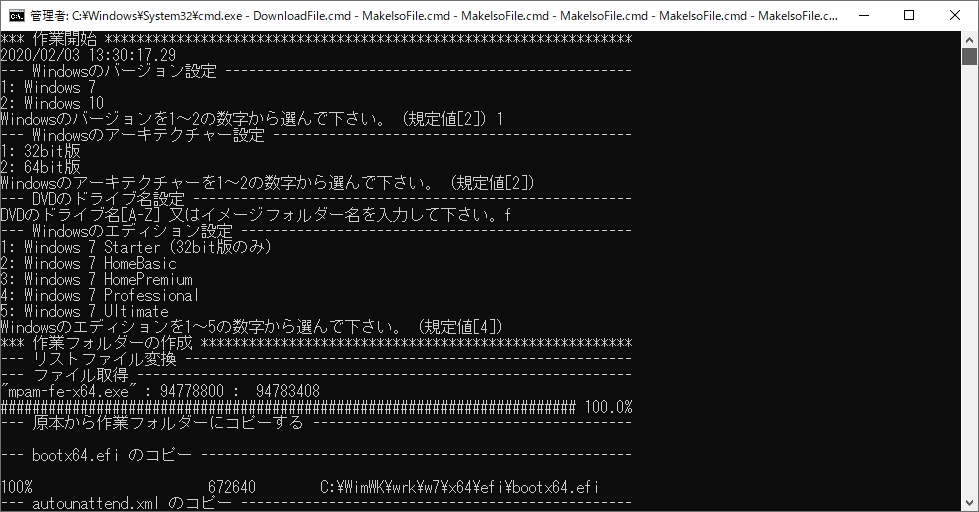 管理者: C:¥Windows¥System32¥cmd.exe - DownloadFile.cmd - MakeIsoFile.cmd - MakeIsoFile.cmd - MakeIsoFile.cmd - MakeIsoFile.cmd - MakeIsoFile.c...
*** 作業開始 ******************************************************************
2020/02/03 13:30:17.29
--- Windowsのバージョン設定 ---------------------------------------------------
1: Windows 7
2: Windows 10
Windowsのバージョンを1～2の数字から選んで下さい。 (規定値[2]) 1
--- Windowsのアーキテクチャー設定 ---------------------------------------------
1: 32bit版
2: 64bit版
Windowsのアーキテクチャーを1～2の数字から選んで下さい。 (規定値[2])
--- DVDのドライブ名設定 -------------------------------------------------------
DVDのドライブ名[A-Z] 又はイメージフォルダー名を入力して下さい。f
--- Windowsのエディション設定 -------------------------------------------------
1: Windows 7 Starter (32bit版のみ)
2: Windows 7 HomeBasic
3: Windows 7 HomePremium
4: Windows 7 Professional
5: Windows 7 Ultimate
Windowsのエディションを1～5の数字から選んで下さい。 (規定値[4])
*** 作業フォルダーの作成 ******************************************************
--- リストファイル変換 --------------------------------------------------------
--- ファイル取得 --------------------------------------------------------------
"mpam-fe-x64.exe" : 94778800 :  94783408
######################################################################## 100.0%
--- 原本から作業フォルダーにコピーする ----------------------------------------
--- bootx64.efi のコピー ------------------------------------------------------
100%                      672640        C:¥WimWK¥wrk¥w7¥x64¥efi¥bootx64.efi
--- autounattend.xml のコピー -------------------------------------------------